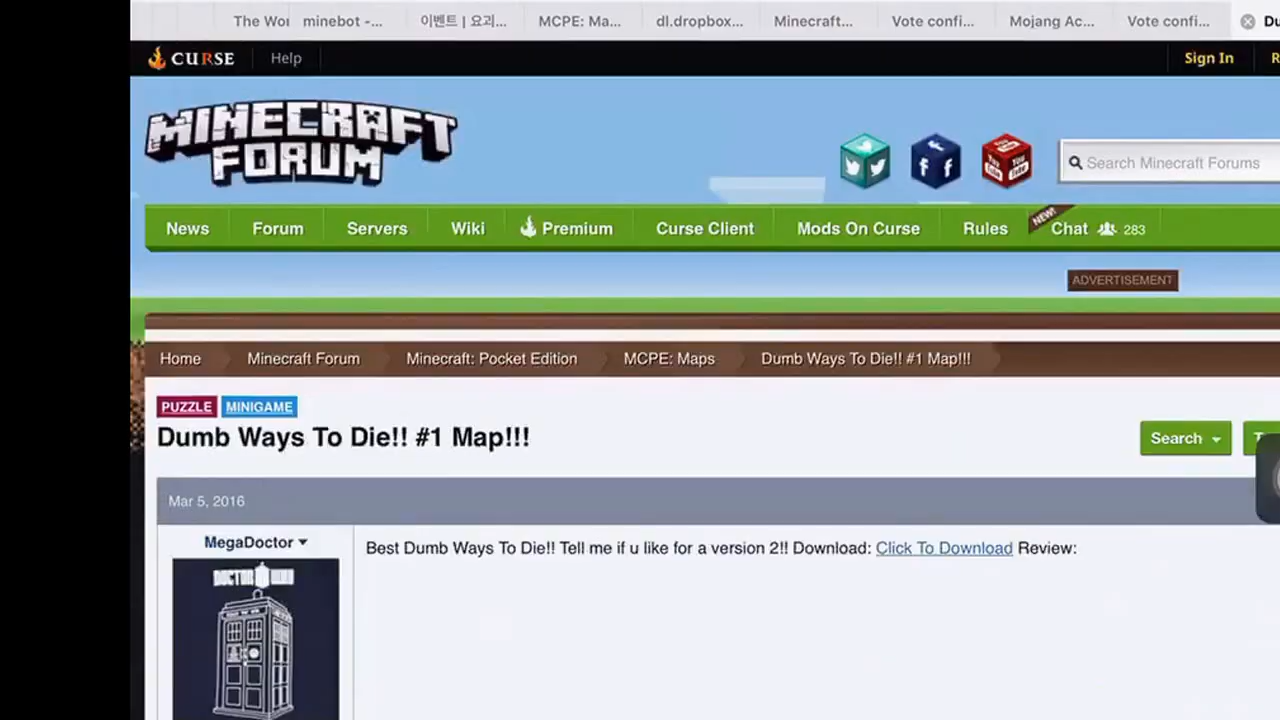 The Wo minebot -... 이벤트 | 요괴... MCPE: Ma... dl.dropbox... Minecraft... Vote confi... Mojang Ac... Vote confi... Du
CURSE Help Sign In R
MINECRAFT
FORUM
Search Minecraft Forums
News Forum Servers Wiki Premium Curse Client Mods On Curse Rules NEW! Chat 283
ADVERTISEMENT
Home Minecraft Forum Minecraft: Pocket Edition MCPE: Maps Dumb Ways To Die!! #1 Map!!!
PUZZLE MINIGAME
Dumb Ways To Die!! #1 Map!!!
Search
Mar 5, 2016
MegaDoctor
Best Dumb Ways To Die!! Tell me if u like for a version 2!! Download: Click To Download Review:
DOCTOR WHO